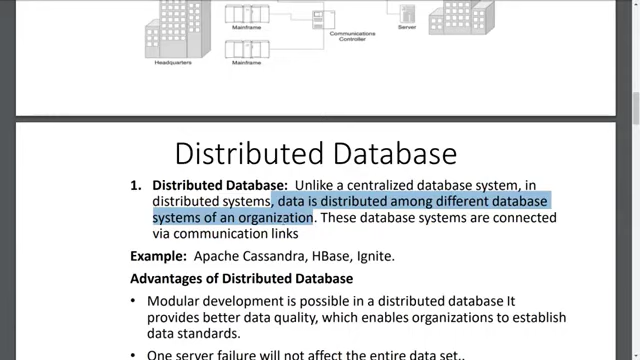 Mainframe
Communications
Controller
Server
Headquarters
Mainframe
Distributed Database
1. Distributed Database: Unlike a centralized database system, in
distributed systems, data is distributed among different database
systems of an organization. These database systems are connected
via communication links
Example: Apache Cassandra, HBase, Ignite.
Advantages of Distributed Database
• Modular development is possible in a distributed database It
provides better data quality, which enables organizations to establish
data standards.
• One server failure will not affect the entire data set..